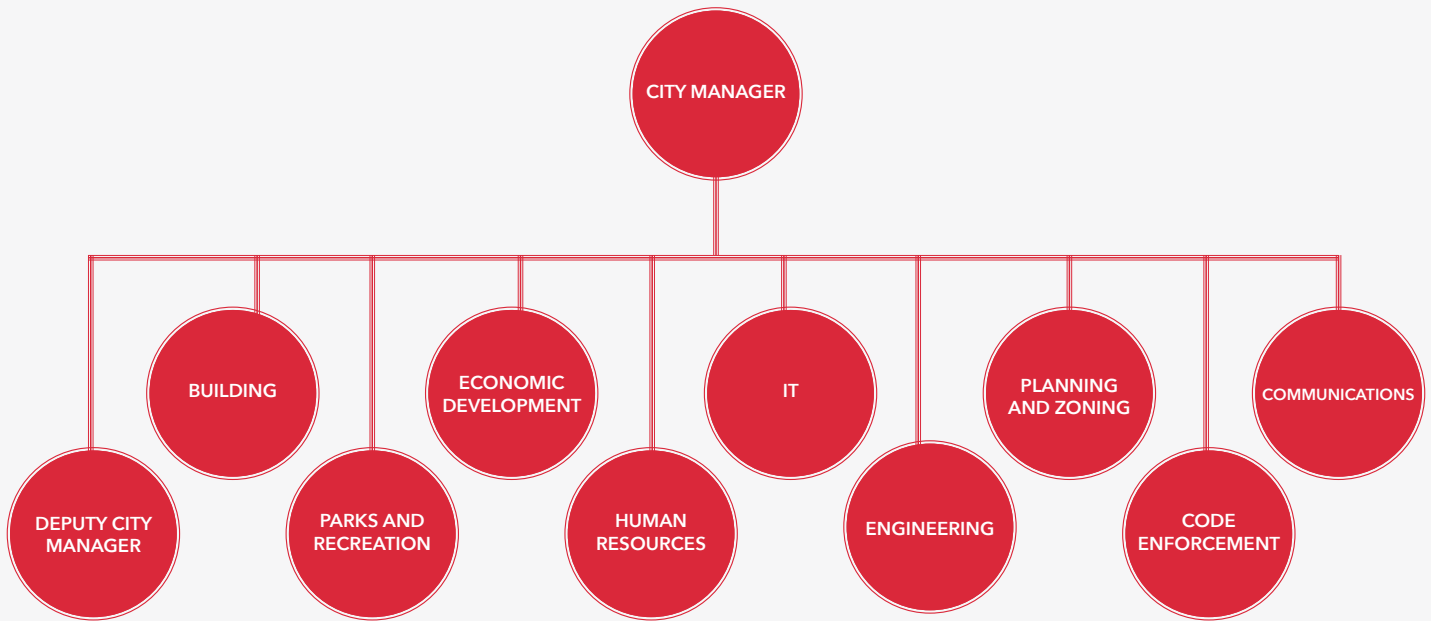 CITY MANAGER
BUILDING
ECONOMIC
DEVELOPMENT
IT
PLANNING
AND ZONING
COMMUNICATIONS
DEPUTY CITY
MANAGER
PARKS AND
RECREATION
HUMAN
RESOURCES
ENGINEERING
CODE
ENFORCEMENT